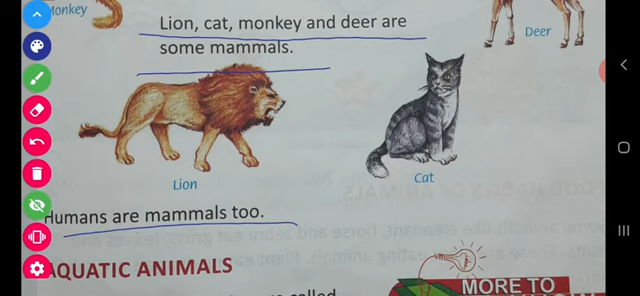 Monkey
Lion, cat, monkey and deer are
some mammals.
Deer
Lion
Cat
Humans are mammals too.
AQUATIC ANIMALS
MORE TO
called